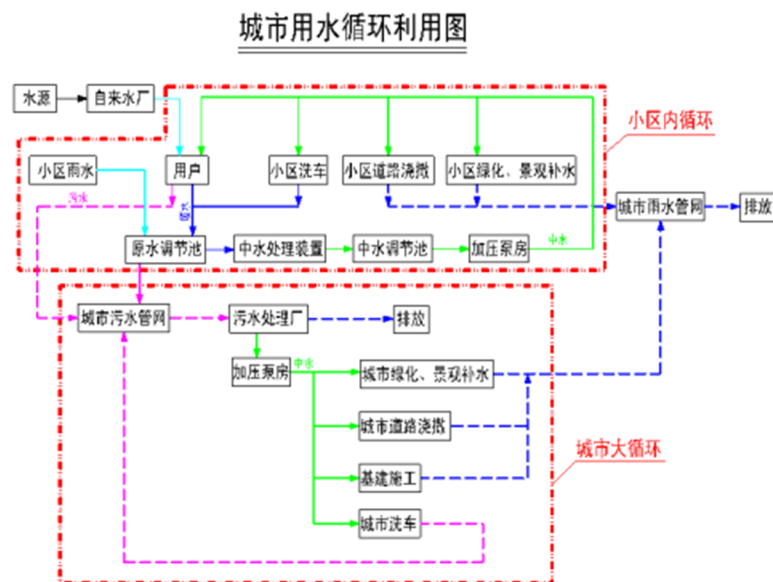 城市用水循环利用图
水源
自来水厂
小区内循环
小区雨水
用户
小区洗车
小区道路浇撒
小区绿化、景观补水
污水
优水
城市雨水管网
排放
原水调节池
中水处理装置
中水调节池
加压泵房
中水
城市污水管网
污水处理厂
排放
加压泵房
中水
城市绿化、景观补水
城市道路浇撒
城市大循环
基建施工
城市洗车